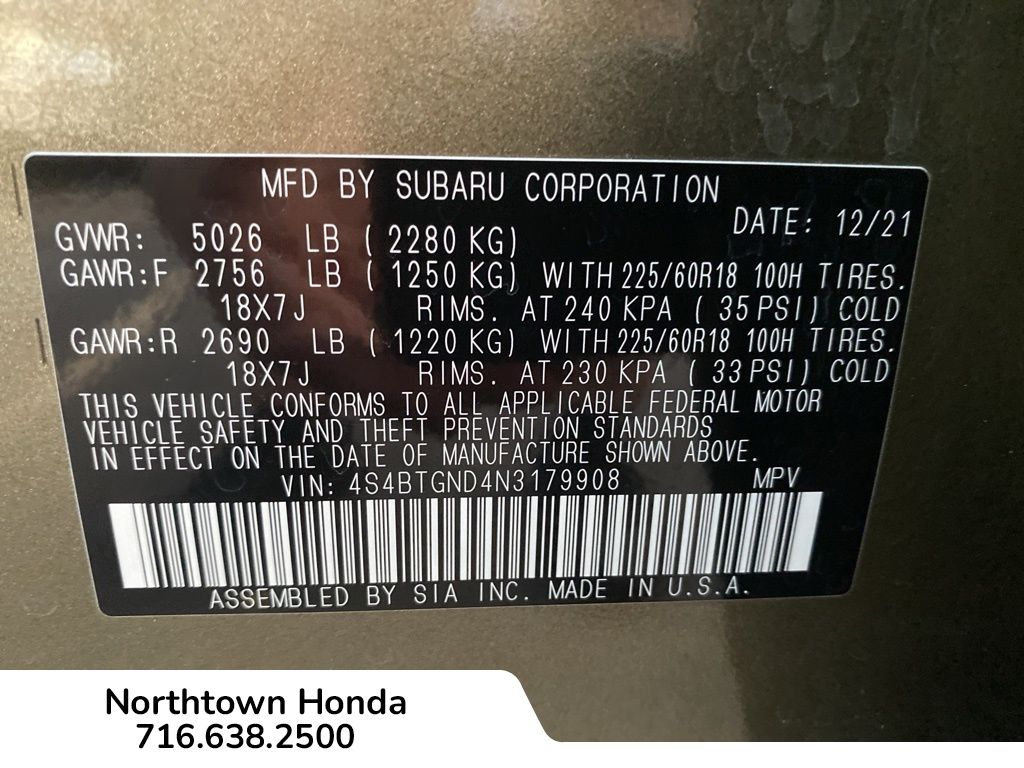 MFD BY SUBARU CORPORATION
DATE: 12/21
GVWR: 5026 LB ( 2280 KG)
GAWR:F 2756 LB ( 1250 KG) WITH 225/60R18 100H TIRES.
18X7J RIMS. AT 240 KPA ( 35 PSI) COLD
GAWR:R 2690 LB ( 1220 KG) WITH 225/60R18 100H TIRES.
18X7J RIMS. AT 230 KPA ( 33 PSI) COLD
THIS VEHICLE CONFORMS TO ALL APPLICABLE FEDERAL MOTOR
VEHICLE SAFETY AND THEFT PREVENTION STANDARDS
IN EFFECT ON THE DATE OF MANUFACTURE SHOWN ABOVE.
VIN: 4S4BTGND4N3179908 MPV
ASSEMBLED BY SIA INC. MADE IN U.S.A.
Northtown Honda
716.638.2500